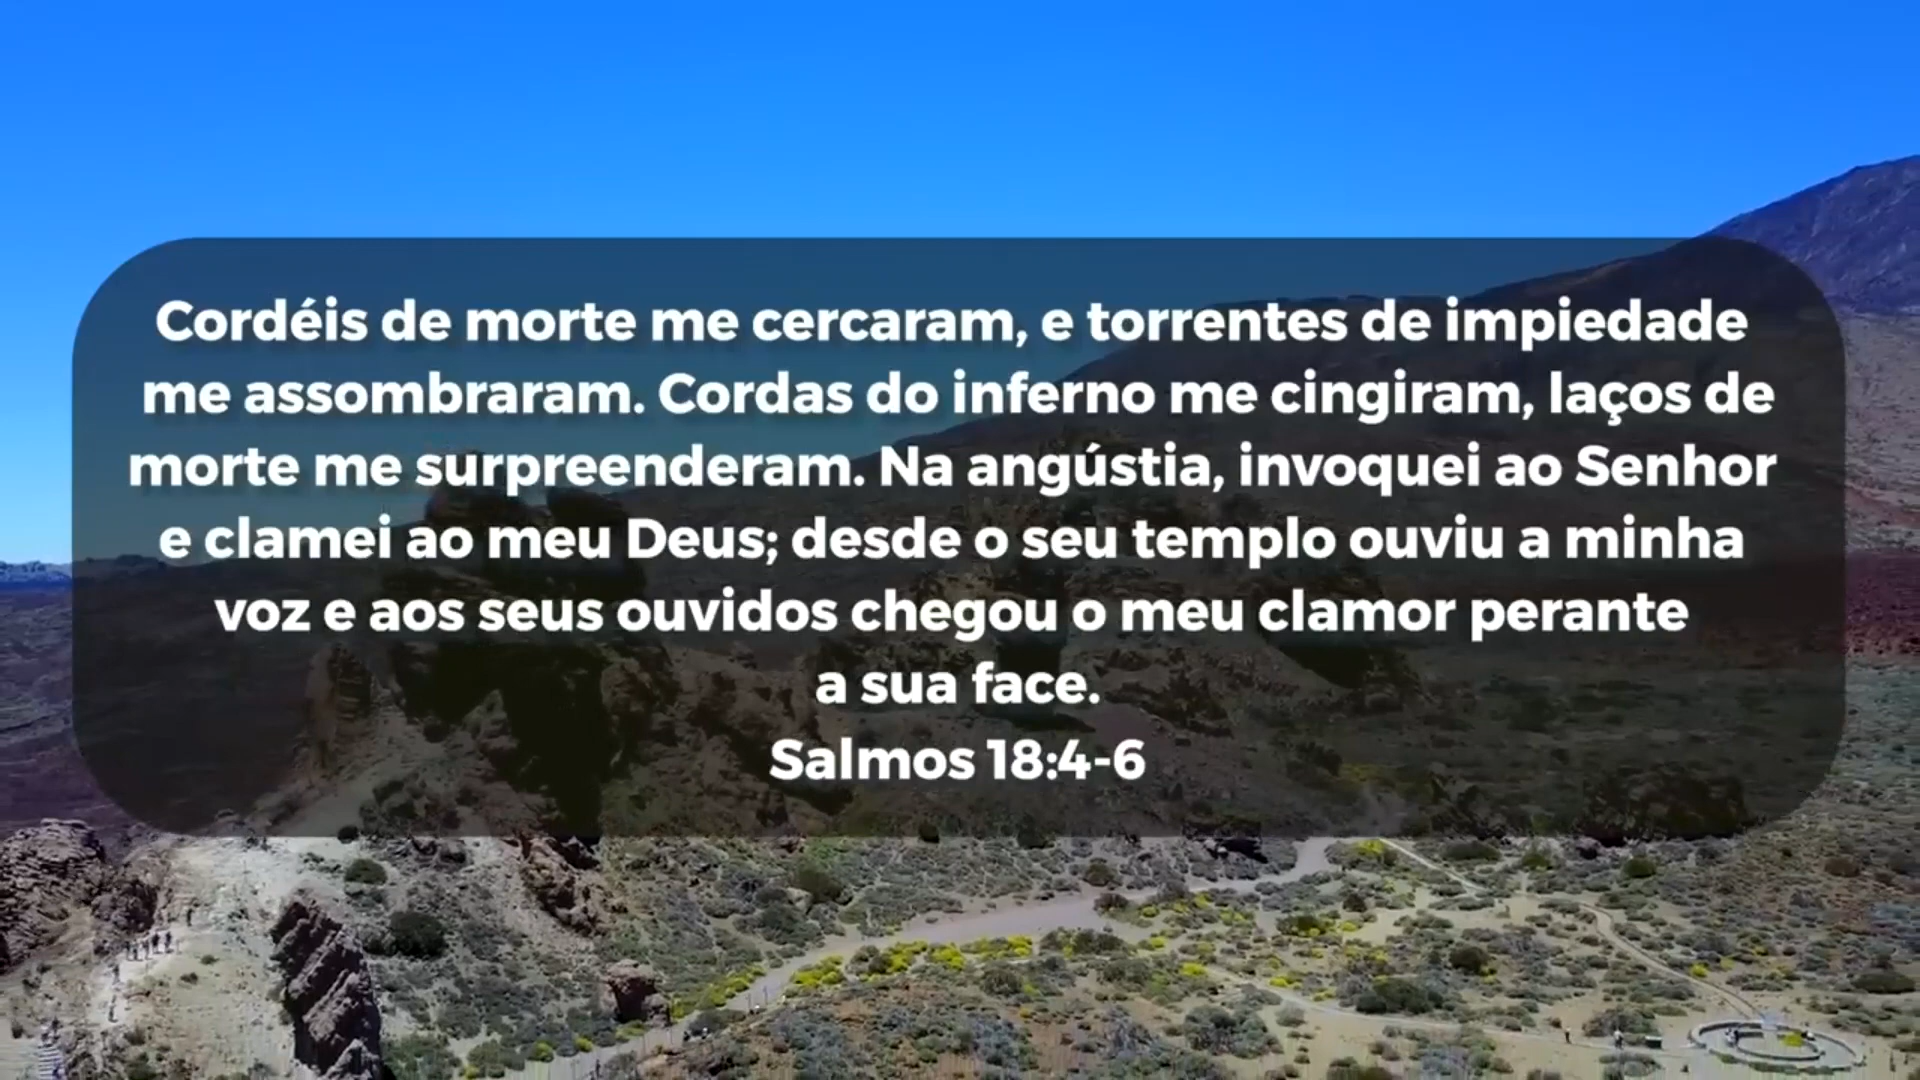 Cordéis de morte me cercaram, e torrentes de impiedade
me assombraram. Cordas do inferno me cingiram, laços de
morte me surpreenderam. Na angústia, invoquei ao Senhor
e clamei ao meu Deus; desde o seu templo ouviu a minha
voz e aos seus ouvidos chegou o meu clamor perante
a sua face.
Salmos 18:4-6